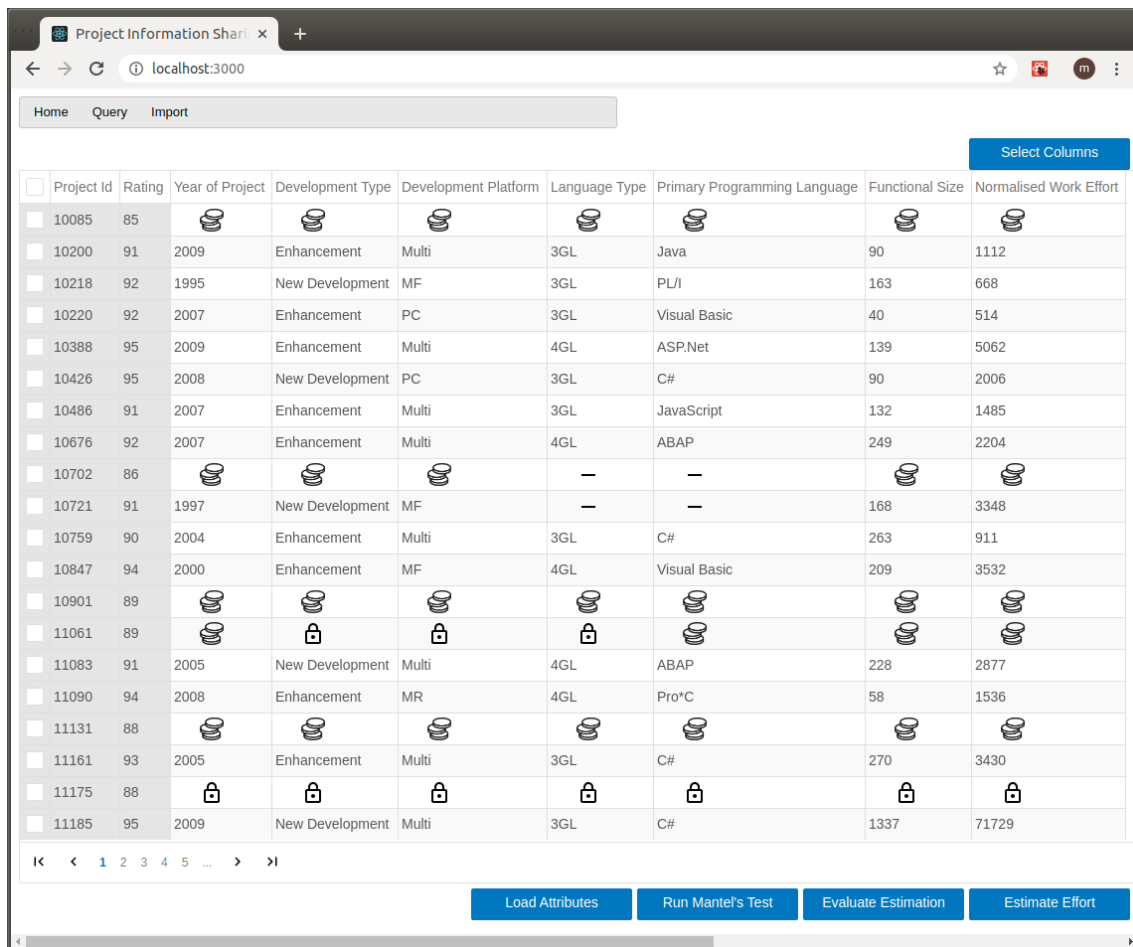 Project Information Shari
localhost:3000
m
Home Query Import
Select Columns
Project Id Rating Year of Project Development Type Development Platform Language Type Primary Programming Language Functional Size Normalised Work Effort
10085 85
10200 91 2009 Enhancement Multi 3GL Java 90 1112
10218 92 1995 New Development MF 3GL PL/I 163 668
10220 92 2007 Enhancement PC 3GL Visual Basic 40 514
10388 95 2009 Enhancement Multi 4GL ASP.Net 139 5062
10426 95 2008 New Development PC 3GL C# 90 2006
10486 91 2007 Enhancement Multi 3GL JavaScript 132 1485
10676 92 2007 Enhancement Multi 4GL ABAP 249 2204
10702 86 – –
10721 91 1997 New Development MF – – 168 3348
10759 90 2004 Enhancement Multi 3GL C# 263 911
10847 94 2000 Enhancement MF 4GL Visual Basic 209 3532
10901 89
11061 89
11083 91 2005 New Development Multi 4GL ABAP 228 2877
11090 94 2008 Enhancement MR 4GL Pro*C 58 1536
11131 88
11161 93 2005 Enhancement Multi 3GL C# 270 3430
11175 88
11185 95 2009 New Development Multi 3GL C# 1337 71729
1 2 3 4 5 ...
Load Attributes Run Mantel's Test Evaluate Estimation Estimate Effort